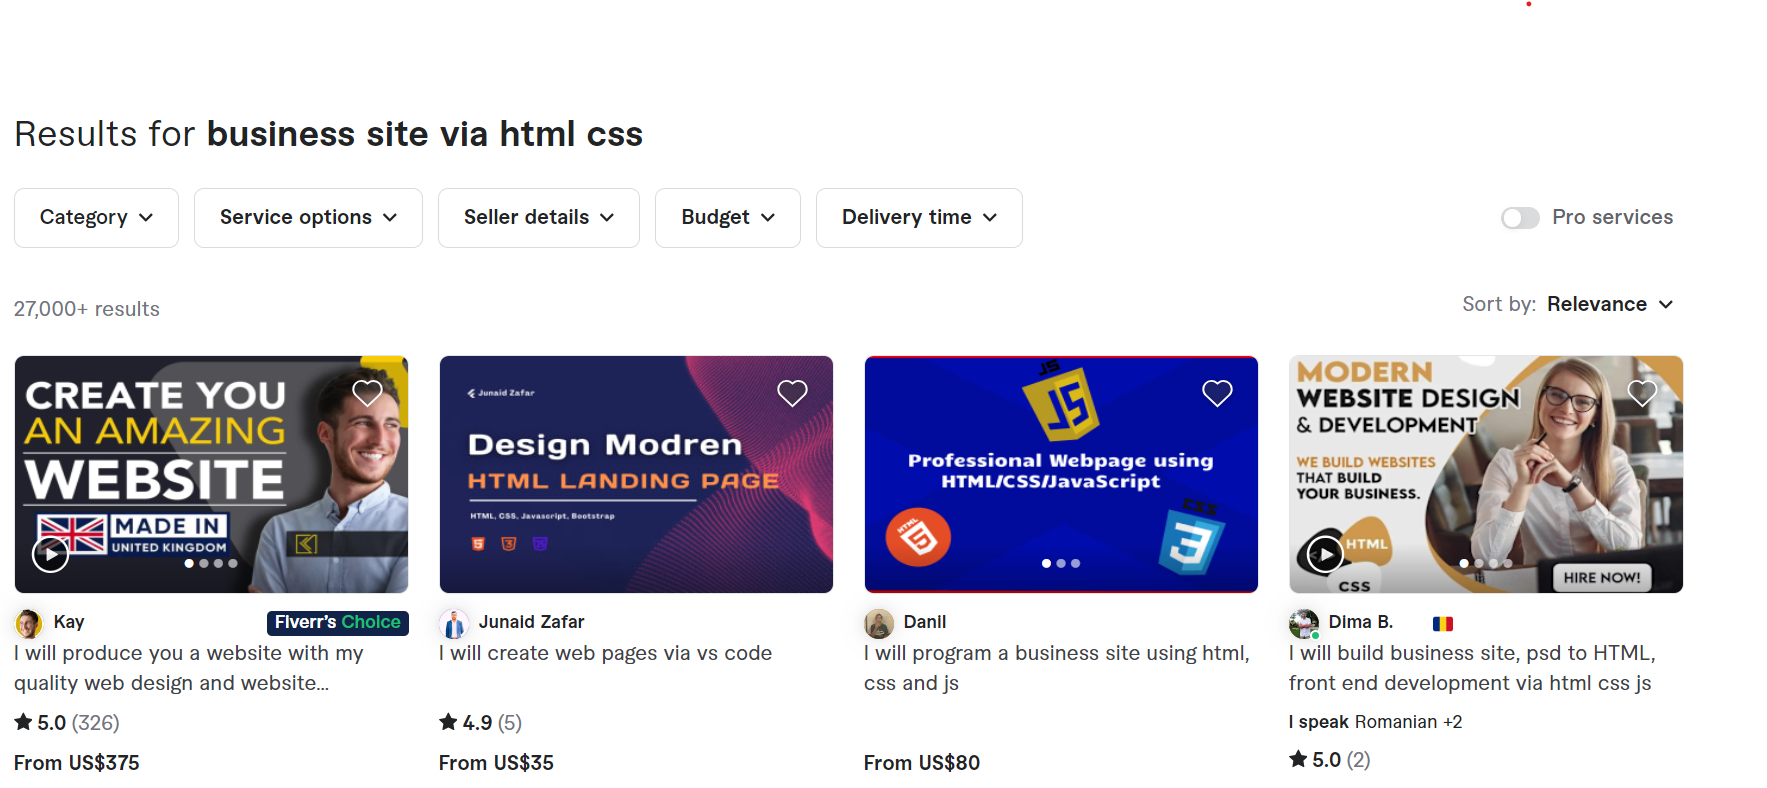 Results for business site via html css
Category
Service options
Seller details
Budget
Delivery time
Pro services
27,000+ results
Sort by: Relevance
CREATE YOU
AN AMAZING
WEBSITE
MADE IN
UNITED KINGDOM
Kay
Fiverr's Choice
I will produce you a website with my
quality web design and website...
5.0 (326)
From US$375
Junaid Zafar
Design Modren
HTML LANDING PAGE
HTML, CSS, Javascript, Bootstrap
Junaid Zafar
I will create web pages via vs code
4.9 (5)
From US$35
JS
JS
Professional Webpage using
HTML/CSS/JavaScript
HTML
5
CSS
3
Danil
I will program a business site using html,
css and js
From US$80
MODERN
WEBSITE DESIGN
& DEVELOPMENT
WE BUILD WEBSITES
THAT BUILD
YOUR BUSINESS.
HTML
CSS
HIRE NOW!
Dima B.
I will build business site, psd to HTML,
front end development via html css js
I speak Romanian +2
5.0 (2)